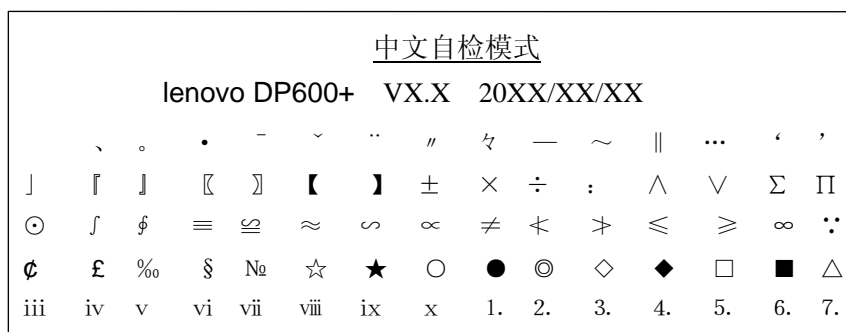 中文自检模式
lenovo DP600+ VX.X 20XX/XX/XX
、 。 • ˉ ˇ ¨ 〃 々 — ～ ‖ … ‘ ’
」 『 』 〖 〗 【 】 ± × ÷ ∶ ∧ ∨ Σ Π
⊙ ∫ ∮ ≡ ≌ ≈ ∽ ∝ ≠ ≮ ≯ ≤ ≥ ∞ ∵
¢ £ ‰ § № ☆ ★ ○ ● ◎ ◇ ◆ □ ■ △
ⅲ ⅳ ⅴ ⅵ ⅶ ⅷ ⅸ ⅹ ⒈ ⒉ ⒊ ⒋ ⒌ ⒍ ⒎